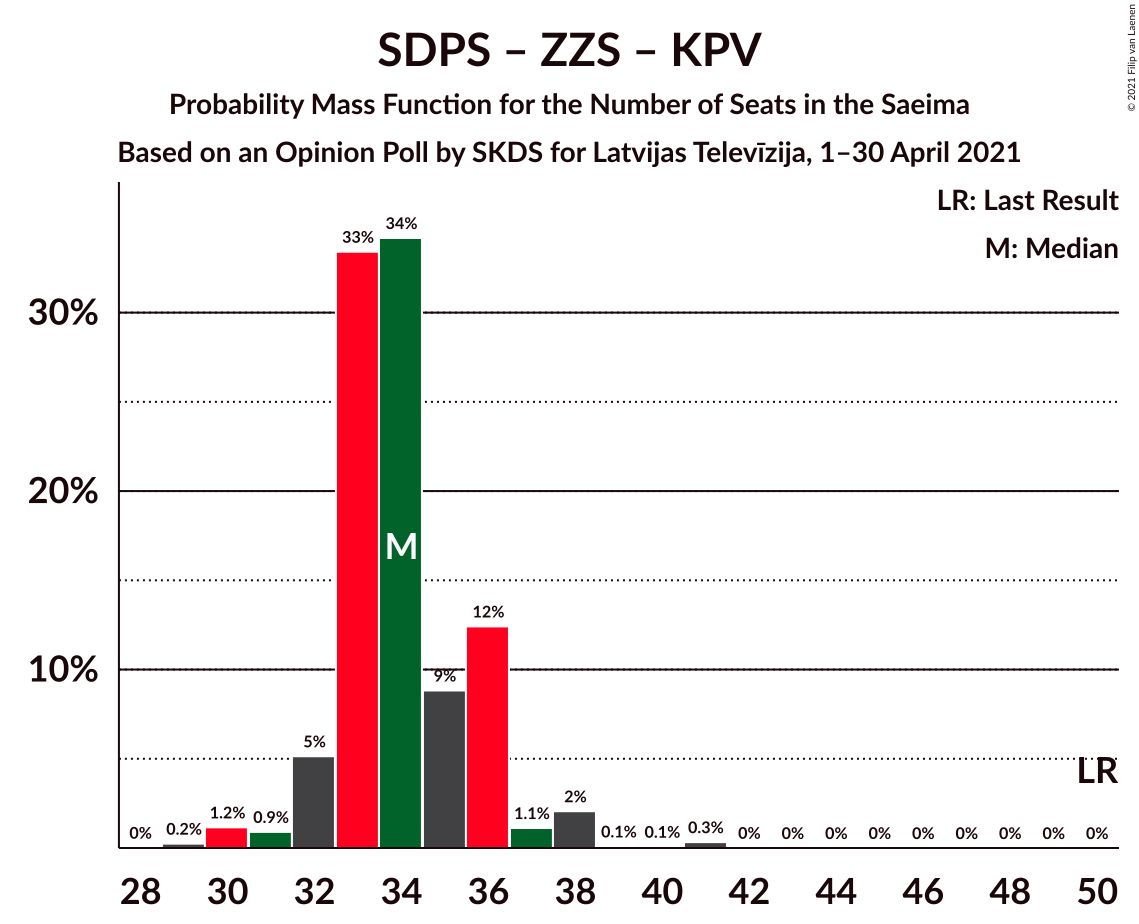 SDPS – ZZS – KPV
Probability Mass Function for the Number of Seats in the Saeima
Based on an Opinion Poll by SKDS for Latvijas Televīzija, 1–30 April 2021
© 2021 Filip van Laenen
LR: Last Result
M: Median
30%
20%
10%
0% 0.2% 1.2% 0.9% 5% 33% 34% 9% 12% 1.1% 2% 0.1% 0.1% 0.3% 0% 0% 0% 0% 0% 0% 0% 0% 0%
M
LR
28 30 32 34 36 38 40 42 44 46 48 50